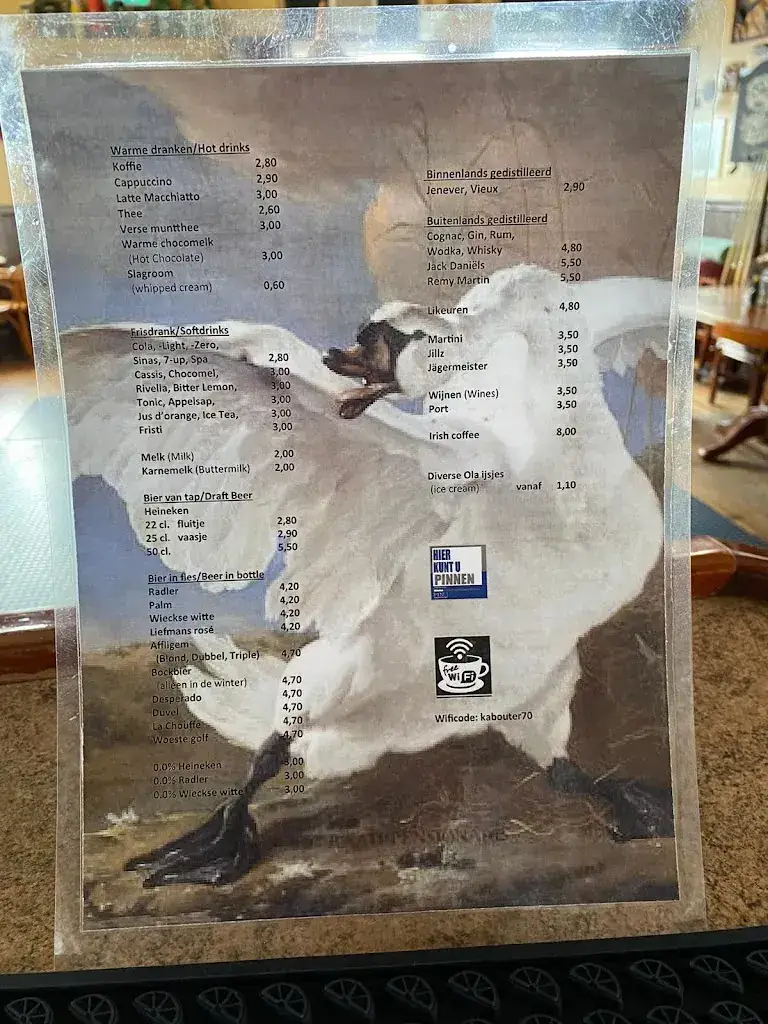 Warme dranken/Hot drinks
Koffie 2,80
Cappuccino 2,90
Latte Macchiatto 3,00
Thee 2,60
Verse muntthee 3,00
Warme chocomelk
(Hot Chocolate) 3,00
Slagroom
(whipped cream) 0,60
Frisdrank/Softdrinks
Cola, -Light, -Zero,
Sinas, 7-up, Spa 2,80
Cassis, Chocomel, 3,00
Rivella, Bitter Lemon, 3,00
Tonic, Appelsap, 3,00
Jus d'orange, Ice Tea, 3,00
Fristi 3,00
Melk (Milk) 2,00
Karnemelk (Buttermilk) 2,00
Bier van tap/Draft Beer
Heineken
22 cl. fluitje 2,80
25 cl. vaasje 2,90
50 cl. 5,50
Bier in fles/Beer in bottle
Radler 4,20
Palm 4,20
Wieckse witte 4,20
Liefmans rosé 4,20
Affligem
(Blond, Dubbel, Triple) 4,70
Bockbier
(alleen in de winter) 4,70
Desperado 4,70
Duvel 4,70
La Chouffe 4,70
Woeste golf 4,70
0.0% Heineken 3,00
0.0% Radler 3,00
0.0% Wieckse witte 3,00
Binnenlands gedistilleerd
Jenever, Vieux 2,90
Buitenlands gedistilleerd
Cognac, Gin, Rum,
Wodka, Whisky 4,80
Jack Daniëls 5,50
Remy Martin 5,50
Likeuren 4,80
Martini 3,50
Jillz 3,50
Jägermeister 3,50
Wijnen (Wines) 3,50
Port 3,50
Irish coffee 8,00
Diverse Ola ijsjes
(ice cream) vanaf 1,10
HIER
KUNT U
PINNEN
free
Wi Fi
Wificode: kabouter70